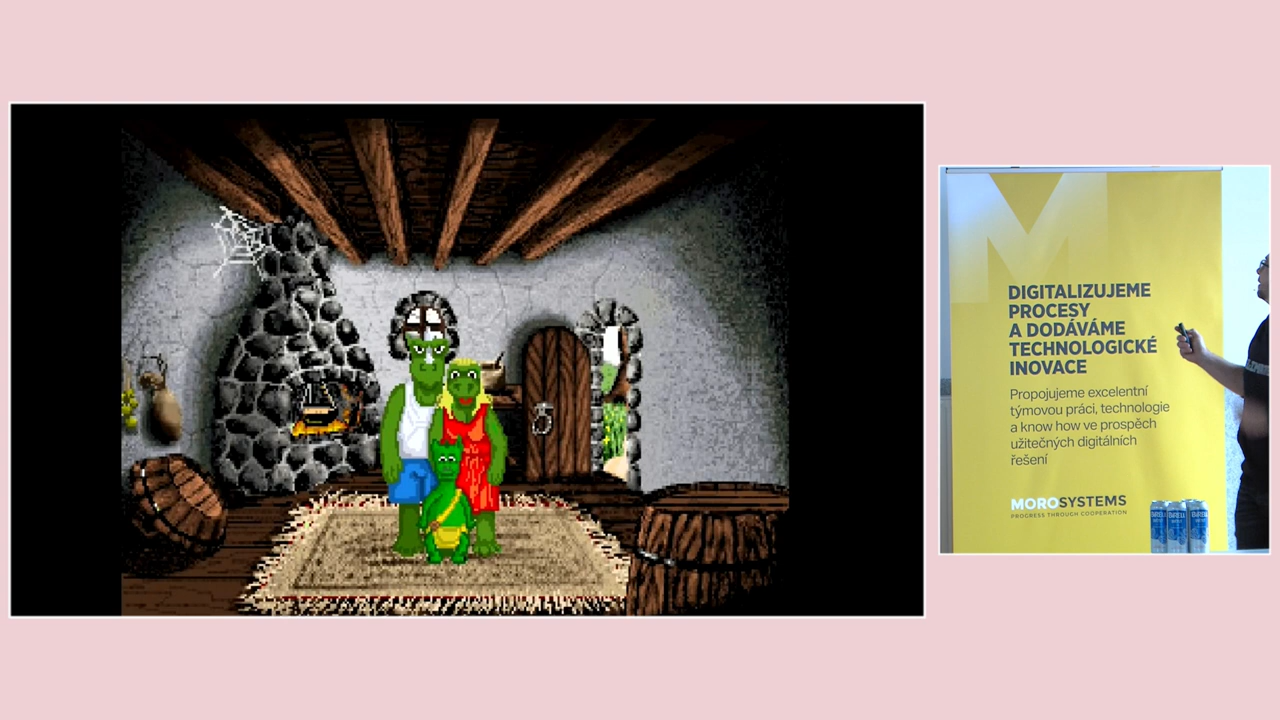 DIGITALIZUJEME
PROCESY
A DODÁVÁME
TECHNOLOGICKÉ
INOVACE
Propojujeme excelentní
týmovou práci, technologie
a know how ve prospěch
užitečných digitálních
řešení
MOROSYSTEMS
PROGRESS THROUGH COOPERATION